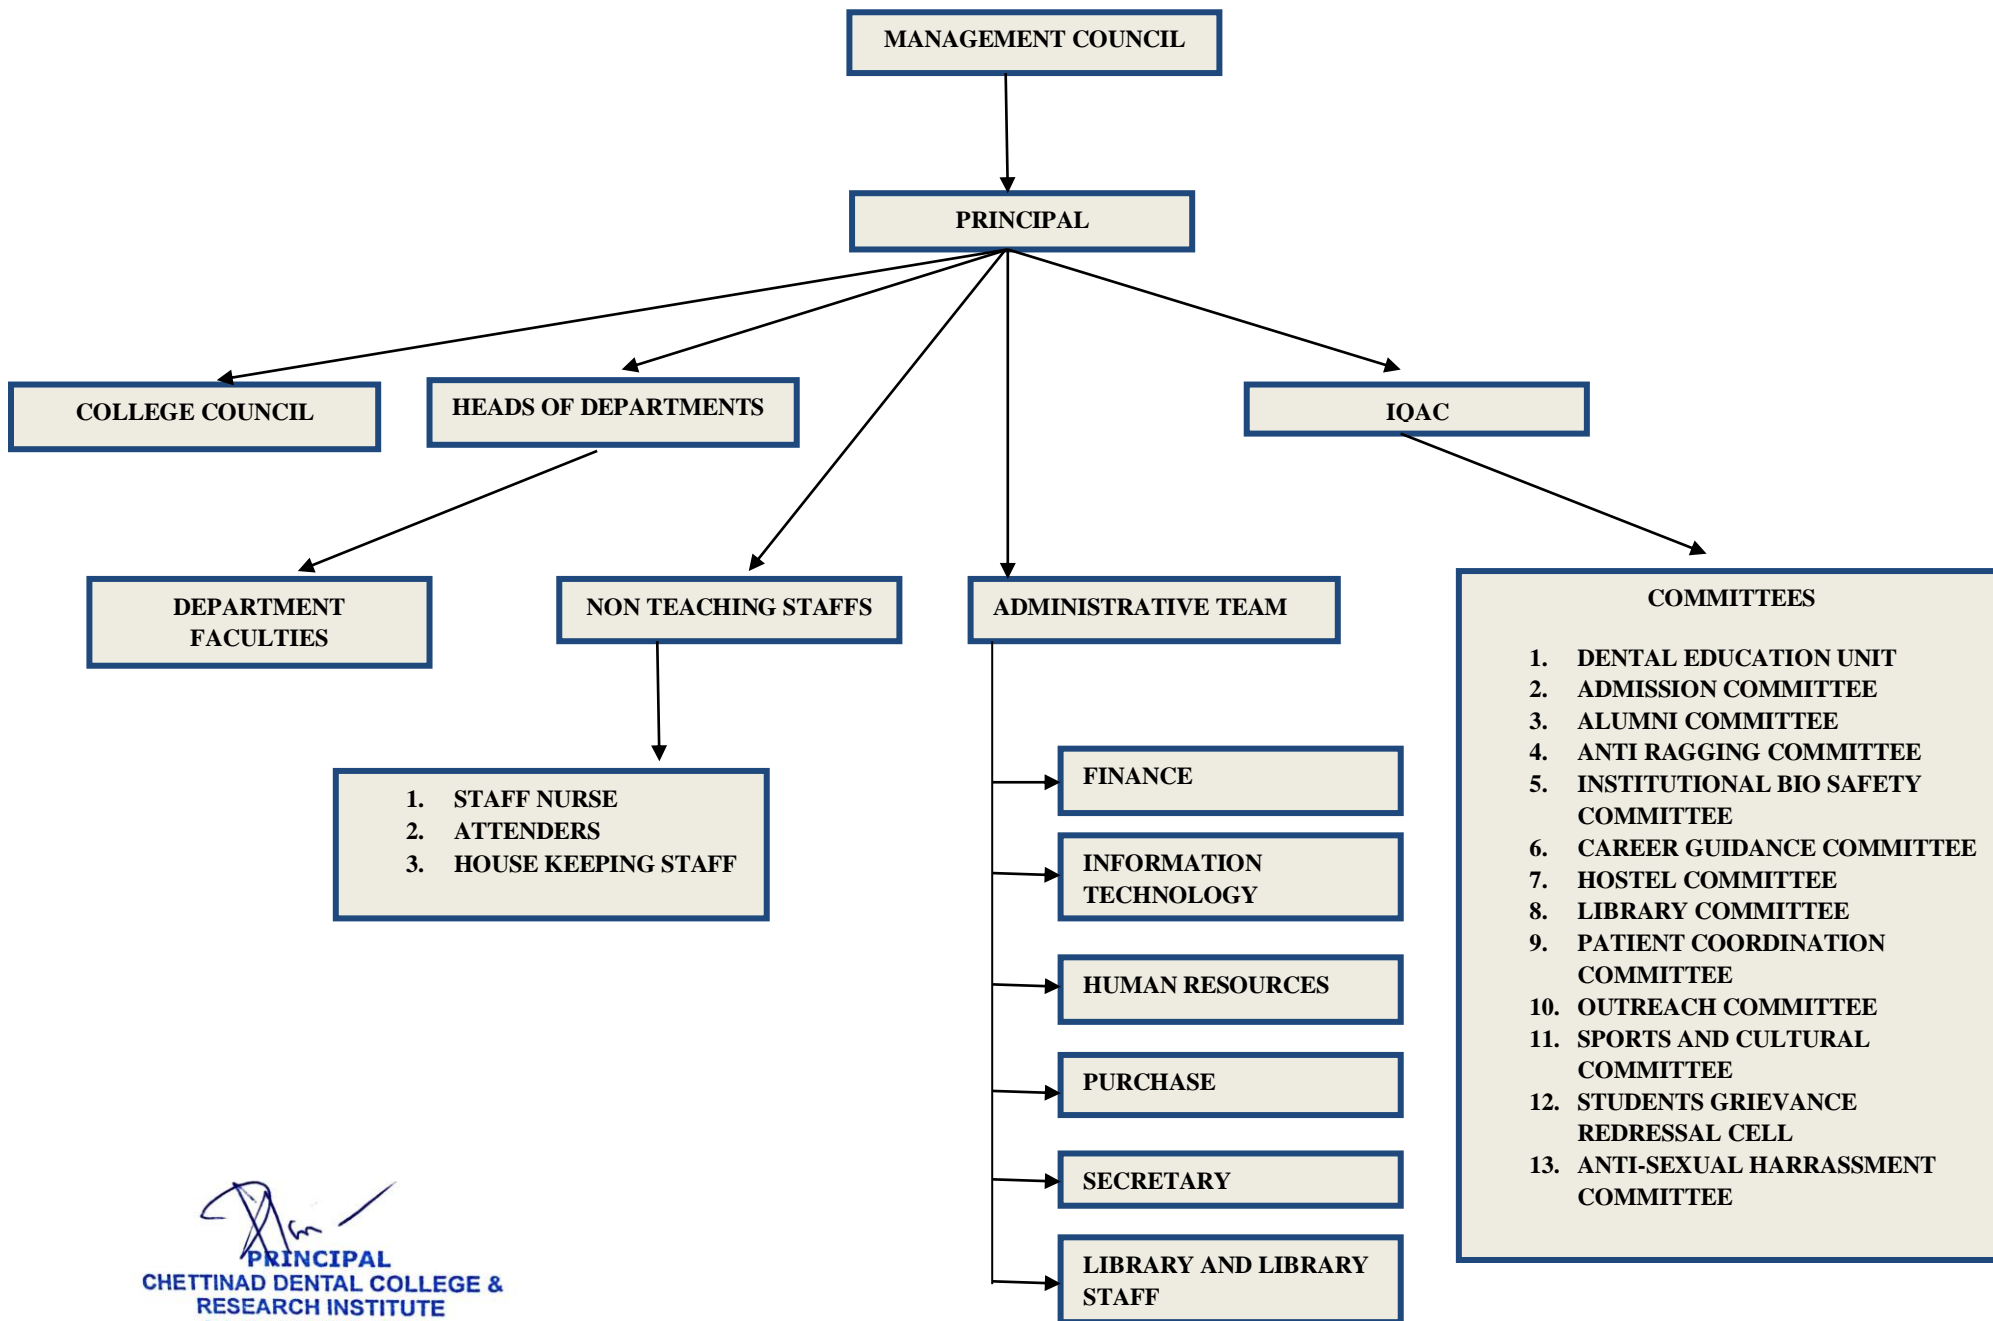 MANAGEMENT COUNCIL
PRINCIPAL
COLLEGE COUNCIL
HEADS OF DEPARTMENTS
IQAC
DEPARTMENT
FACULTIES
NON TEACHING STAFFS
ADMINISTRATIVE TEAM
1. STAFF NURSE
2. ATTENDERS
3. HOUSE KEEPING STAFF
FINANCE
INFORMATION
TECHNOLOGY
HUMAN RESOURCES
PURCHASE
SECRETARY
LIBRARY AND LIBRARY
STAFF
COMMITTEES
1. DENTAL EDUCATION UNIT
2. ADMISSION COMMITTEE
3. ALUMNI COMMITTEE
4. ANTI RAGGING COMMITTEE
5. INSTITUTIONAL BIO SAFETY
COMMITTEE
6. CAREER GUIDANCE COMMITTEE
7. HOSTEL COMMITTEE
8. LIBRARY COMMITTEE
9. PATIENT COORDINATION
COMMITTEE
10. OUTREACH COMMITTEE
11. SPORTS AND CULTURAL
COMMITTEE
12. STUDENTS GRIEVANCE
REDRESSAL CELL
13. ANTI-SEXUAL HARRASSMENT
COMMITTEE
PRINCIPAL
CHETTINAD DENTAL COLLEGE &
RESEARCH INSTITUTE